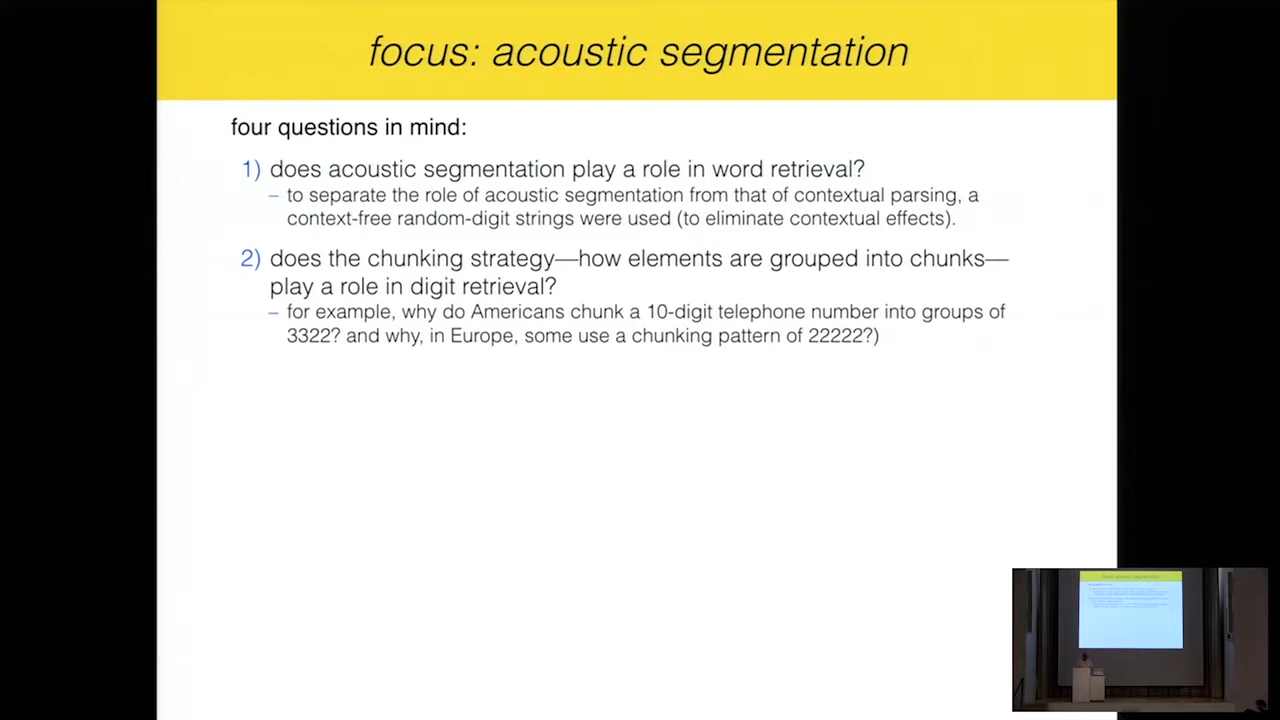 focus: acoustic segmentation
four questions in mind:
1) does acoustic segmentation play a role in word retrieval?
– to separate the role of acoustic segmentation from that of contextual parsing, a
context-free random-digit strings were used (to eliminate contextual effects).
2) does the chunking strategy—how elements are grouped into chunks—
play a role in digit retrieval?
– for example, why do Americans chunk a 10-digit telephone number into groups of
3322? and why, in Europe, some use a chunking pattern of 22222?)